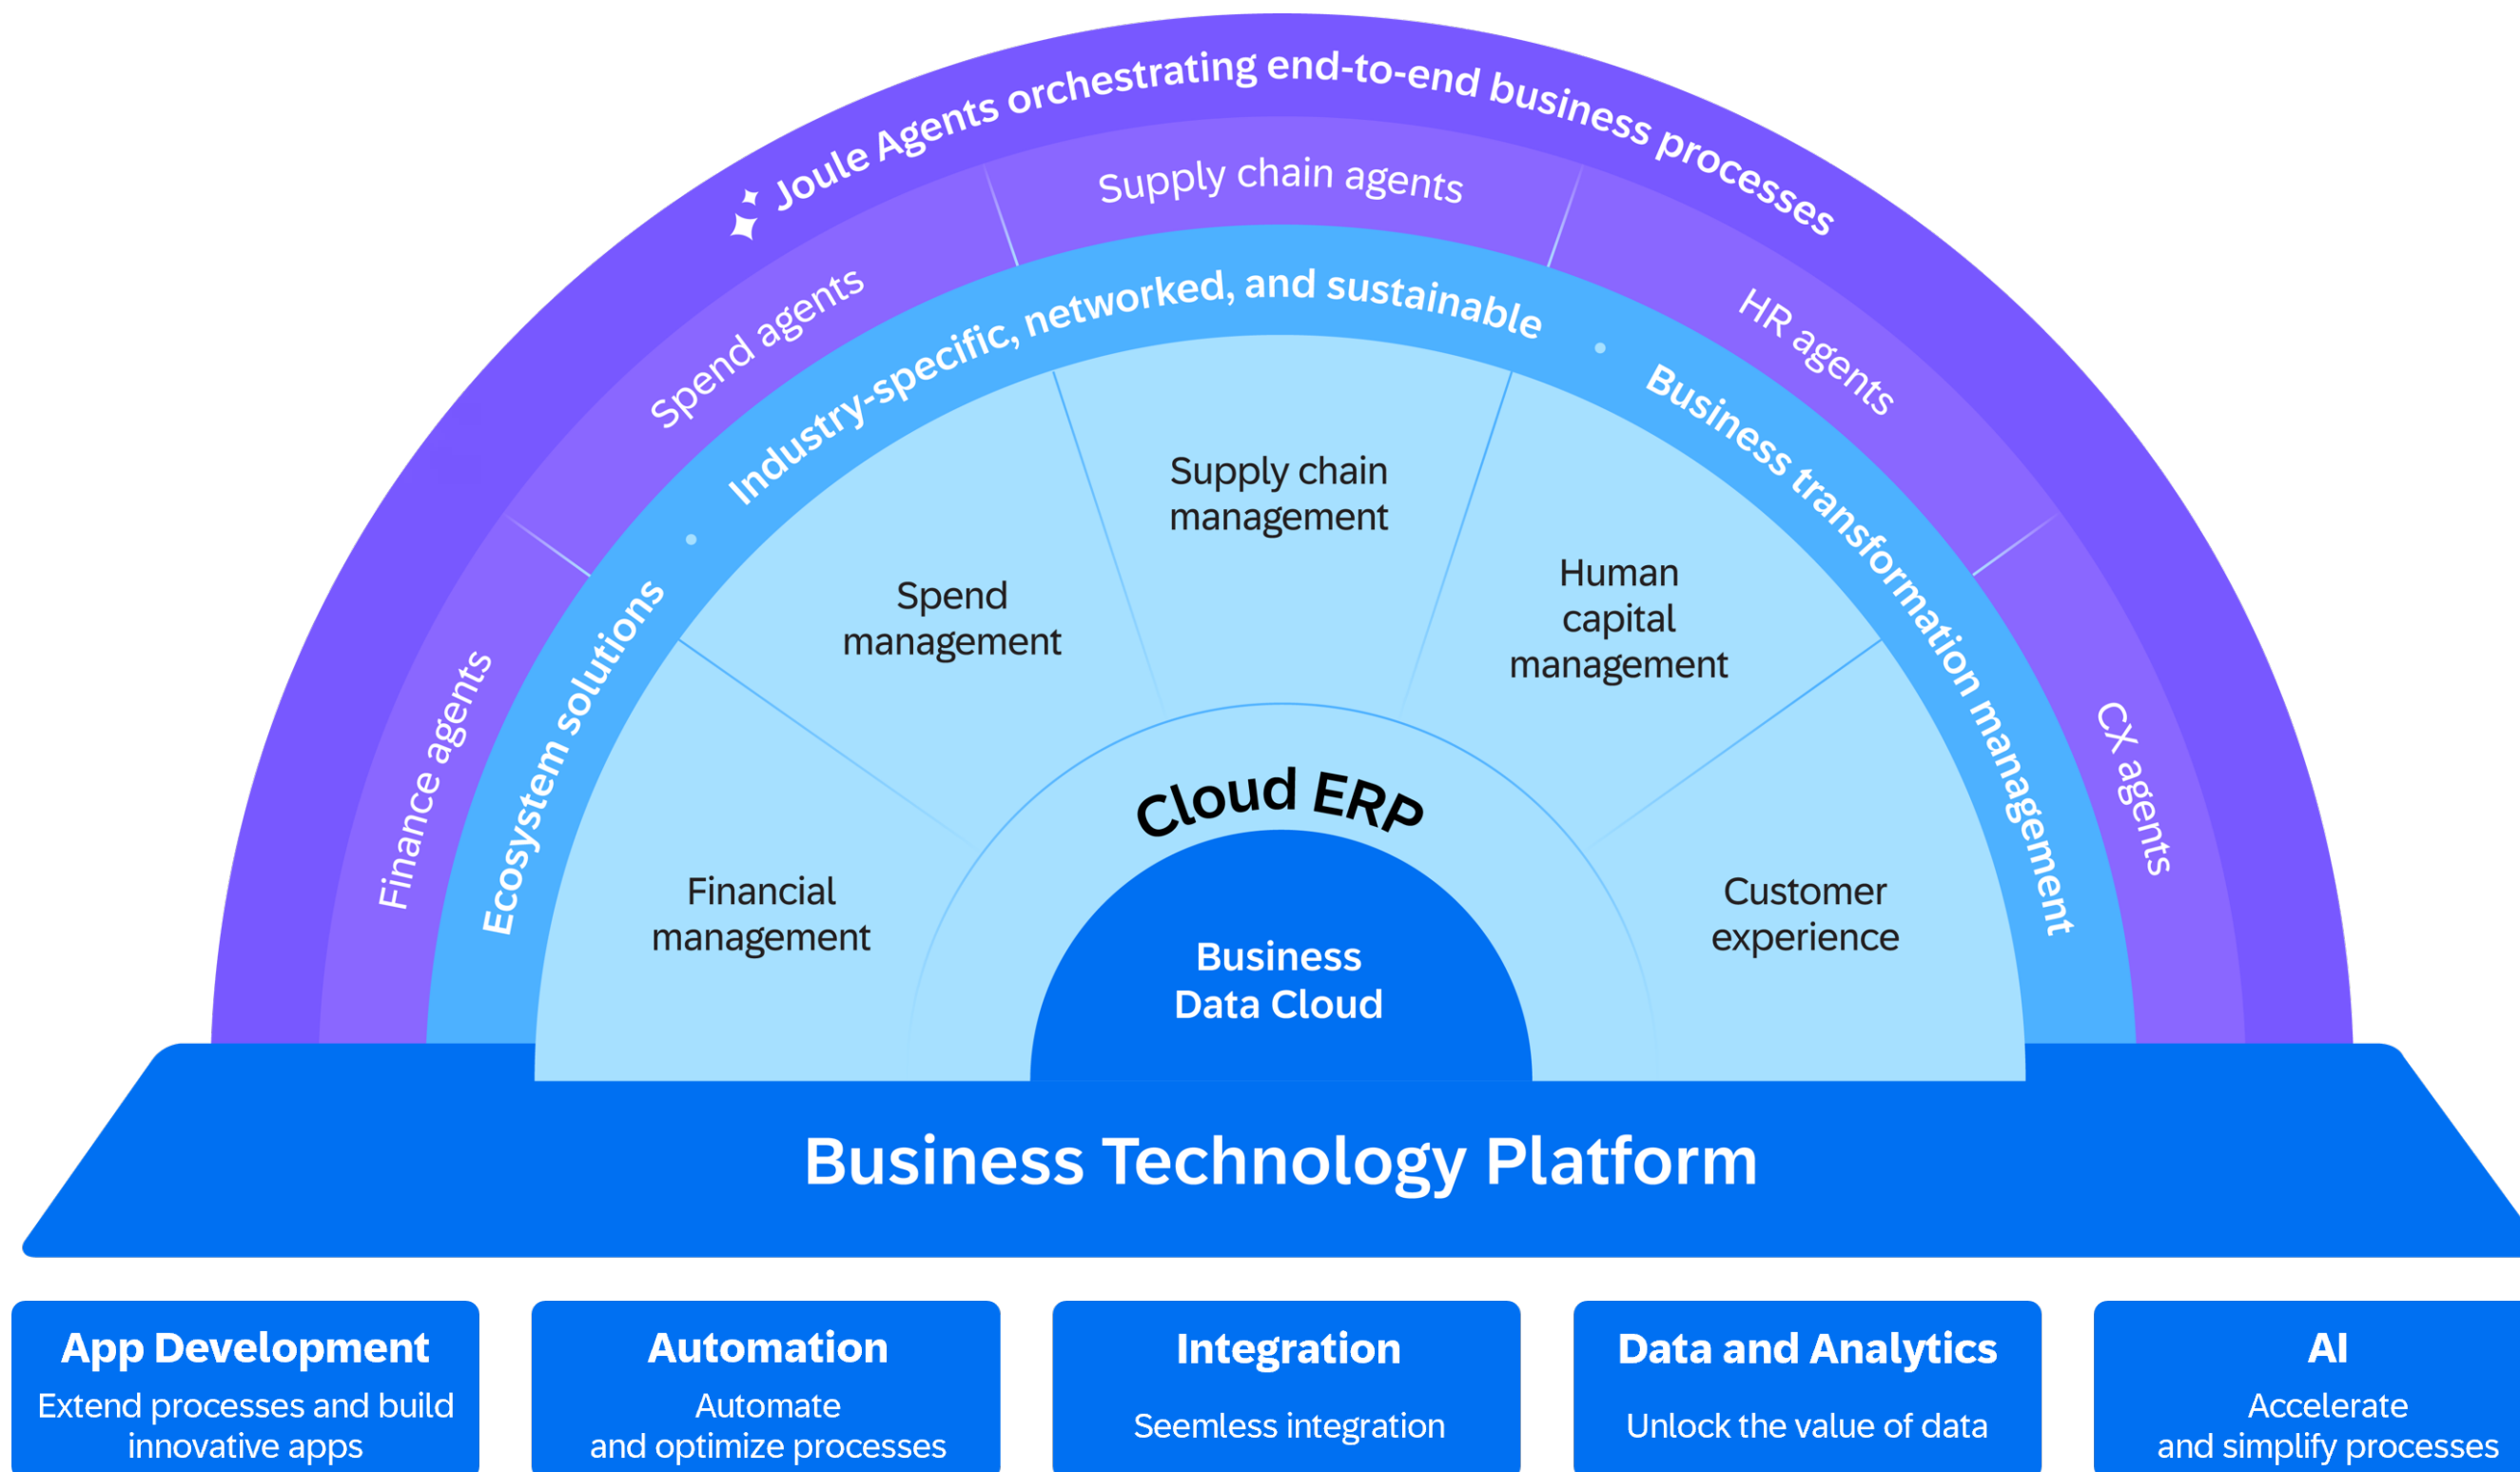 Joule Agents orchestrating end-to-end business processes
Finance agents
Spend agents
Supply chain agents
HR agents
CX agents
Ecosystem solutions • Industry-specific, networked, and sustainable • Business transformation management
Financial
management
Spend
management
Supply chain
management
Human
capital
management
Customer
experience
Cloud ERP
Business
Data Cloud
Business Technology Platform
App Development
Extend processes and build
innovative apps
Automation
Automate
and optimize processes
Integration
Seemless integration
Data and Analytics
Unlock the value of data
AI
Accelerate
and simplify processes